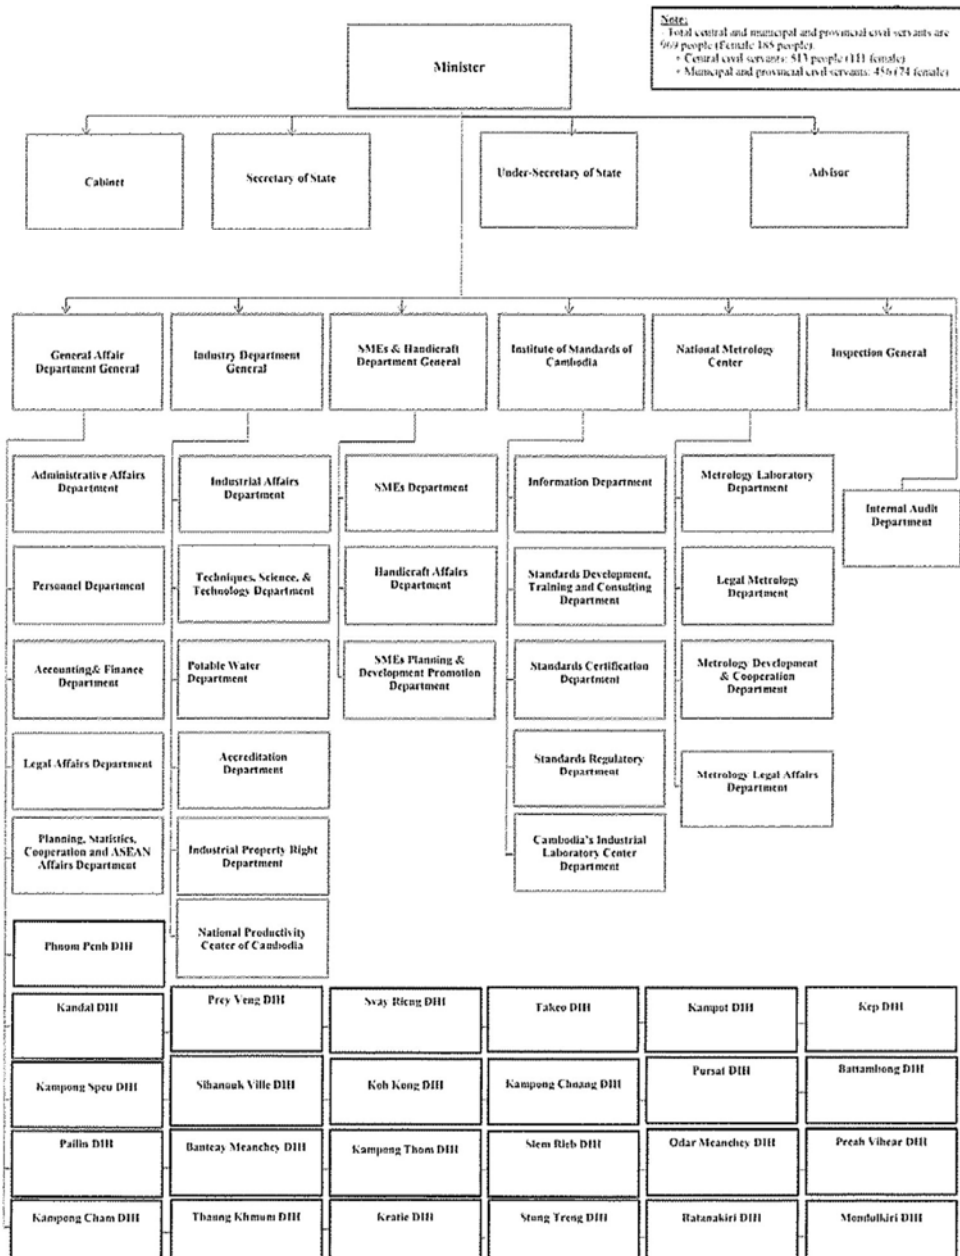 Note:
- Total central and municipal and provincial civil servants are
969 people (Female 185 people).
+ Central civil servants: 513 people (111 female)
+ Municipal and provincial civil servants: 456 (74 female)
Minister
Cabinet
Secretary of State
Under-Secretary of State
Advisor
General Affair
Department General
Industry Department
General
SMEs & Handicraft
Department General
Institute of Standards of
Cambodia
National Metrology
Center
Inspection General
Administrative Affairs
Department
Industrial Affairs
Department
SMEs Department
Information Department
Metrology Laboratory
Department
Internal Audit
Department
Personnel Department
Techniques, Science, &
Technology Department
Handicraft Affairs
Department
Standards Development,
Training and Consulting
Department
Legal Metrology
Department
Accounting& Finance
Department
Potable Water
Department
SMEs Planning &
Development Promotion
Department
Standards Certification
Department
Metrology Development
& Cooperation
Department
Legal Affairs Department
Accreditation
Department
Standards Regulatory
Department
Metrology Legal Affairs
Department
Planning, Statistics,
Cooperation and ASEAN
Affairs Department
Industrial Property Right
Department
Cambodia's Industrial
Laboratory Center
Department
National Productivity
Center of Cambodia
Phnom Penh DIH
Kandal DIH
Prey Veng DIH
Svay Rieng DIH
Takeo DIH
Kampot DIH
Kep DIH
Kampong Speu DIH
Sihanouk Ville DIH
Koh Kong DIH
Kampong Chnang DIH
Pursat DIH
Battambong DIH
Pailin DIH
Banteay Meanchey DIH
Kampong Thom DIH
Siem Rieb DIH
Odar Meanchey DIH
Preah Vihear DIH
Kampong Cham DIH
Thaung Khmum DIH
Kratie DIH
Stung Treng DIH
Ratanakiri DIH
Mondulkiri DIH